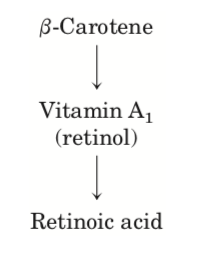 β-Carotene
Vitamin A₁
(retinol)
Retinoic acid